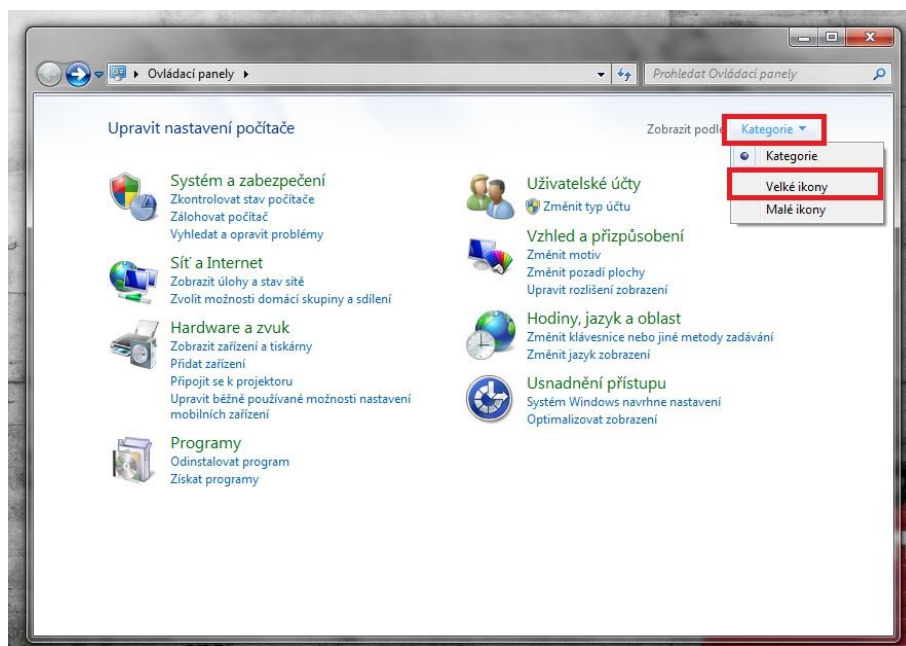 Ovládací panely
Prohledat Ovládací panely
Upravit nastavení počítače
Zobrazit podle
Kategorie
Kategorie
Velké ikony
Malé ikony
Systém a zabezpečení
Zkontrolovat stav počítače
Zálohovat počítač
Vyhledat a opravit problémy
Síť a Internet
Zobrazit úlohy a stav sítě
Zvolit možnosti domácí skupiny a sdílení
Hardware a zvuk
Zobrazit zařízení a tiskárny
Přidat zařízení
Připojit se k projektoru
Upravit běžně používané možnosti nastavení
mobilních zařízení
Programy
Odinstalovat program
Získat programy
Uživatelské účty
Změnit typ účtu
Vzhled a přizpůsobení
Změnit motiv
Změnit pozadí plochy
Upravit rozlišení zobrazení
Hodiny, jazyk a oblast
Změnit klávesnice nebo jiné metody zadávání
Změnit jazyk zobrazení
Usnadnění přístupu
Systém Windows navrhne nastavení
Optimalizovat zobrazení